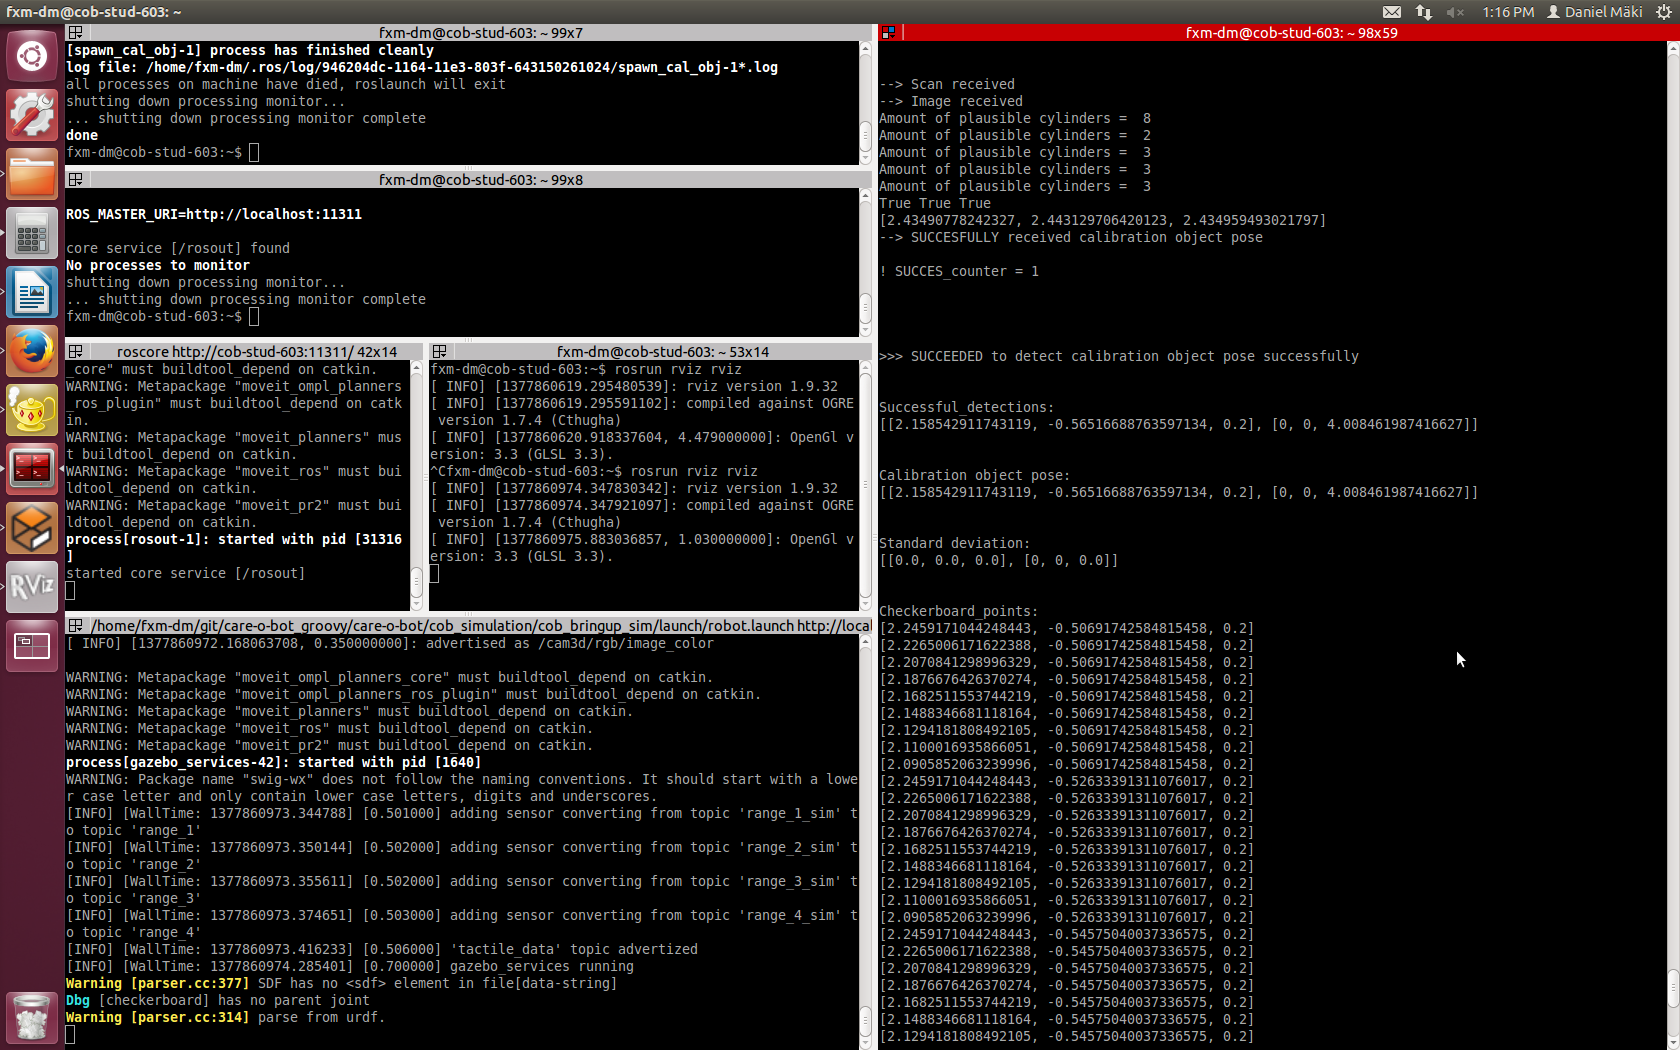 fxm-dm@cob-stud-603: ~
1:16 PM
Daniel Mäki
fxm-dm@cob-stud-603: ~ 99x7
[spawn_cal_obj-1] process has finished cleanly
log file: /home/fxm-dm/.ros/log/946204dc-1164-11e3-803f-643150261024/spawn_cal_obj-1*.log
all processes on machine have died, roslaunch will exit
shutting down processing monitor...
... shutting down processing monitor complete
done
fxm-dm@cob-stud-603:~$
fxm-dm@cob-stud-603: ~ 99x8
ROS_MASTER_URI=http://localhost:11311
core service [/rosout] found
No processes to monitor
shutting down processing monitor...
... shutting down processing monitor complete
fxm-dm@cob-stud-603:~$
roscore http://cob-stud-603:11311/ 42x14
_core" must buildtool_depend on catkin.
WARNING: Metapackage "moveit_ompl_planners
_ros_plugin" must buildtool_depend on catk
in.
WARNING: Metapackage "moveit_planners" mus
t buildtool_depend on catkin.
WARNING: Metapackage "moveit_ros" must bui
ldtool_depend on catkin.
WARNING: Metapackage "moveit_pr2" must bui
ldtool_depend on catkin.
process[rosout-1]: started with pid [31316
]
started core service [/rosout]
fxm-dm@cob-stud-603: ~ 53x14
fxm-dm@cob-stud-603:~$ rosrun rviz rviz
[ INFO] [1377860619.295480539]: rviz version 1.9.32
[ INFO] [1377860619.295591102]: compiled against OGRE
 version 1.7.4 (Cthugha)
[ INFO] [1377860620.918337604, 4.479000000]: OpenGl v
ersion: 3.3 (GLSL 3.3).
^Cfxm-dm@cob-stud-603:~$ rosrun rviz rviz
[ INFO] [1377860974.347830342]: rviz version 1.9.32
[ INFO] [1377860974.347921097]: compiled against OGRE
 version 1.7.4 (Cthugha)
[ INFO] [1377860975.883036857, 1.030000000]: OpenGl v
ersion: 3.3 (GLSL 3.3).
/home/fxm-dm/git/care-o-bot_groovy/care-o-bot/cob_simulation/cob_bringup_sim/launch/robot.launch http://local
[ INFO] [1377860972.168063708, 0.350000000]: advertised as /cam3d/rgb/image_color
WARNING: Metapackage "moveit_ompl_planners_core" must buildtool_depend on catkin.
WARNING: Metapackage "moveit_ompl_planners_ros_plugin" must buildtool_depend on catkin.
WARNING: Metapackage "moveit_planners" must buildtool_depend on catkin.
WARNING: Metapackage "moveit_ros" must buildtool_depend on catkin.
WARNING: Metapackage "moveit_pr2" must buildtool_depend on catkin.
process[gazebo_services-42]: started with pid [1640]
WARNING: Package name "swig-wx" does not follow the naming conventions. It should start with a lowe
r case letter and only contain lower case letters, digits and underscores.
[INFO] [WallTime: 1377860973.344788] [0.501000] adding sensor converting from topic 'range_1_sim' t
o topic 'range_1'
[INFO] [WallTime: 1377860973.350144] [0.502000] adding sensor converting from topic 'range_2_sim' t
o topic 'range_2'
[INFO] [WallTime: 1377860973.355611] [0.502000] adding sensor converting from topic 'range_3_sim' t
o topic 'range_3'
[INFO] [WallTime: 1377860973.374651] [0.503000] adding sensor converting from topic 'range_4_sim' t
o topic 'range_4'
[INFO] [WallTime: 1377860973.416233] [0.506000] 'tactile_data' topic advertized
[INFO] [WallTime: 1377860974.285401] [0.700000] gazebo_services running
Warning [parser.cc:377] SDF has no <sdf> element in file[data-string]
Dbg [checkerboard] has no parent joint
Warning [parser.cc:314] parse from urdf.
RViz
fxm-dm@cob-stud-603: ~ 98x59
--> Scan received
--> Image received
Amount of plausible cylinders =  8
Amount of plausible cylinders =  2
Amount of plausible cylinders =  3
Amount of plausible cylinders =  3
Amount of plausible cylinders =  3
True True True
[2.43490778242327, 2.443129706420123, 2.434959493021797]
--> SUCCESFULLY received calibration object pose
! SUCCES_counter = 1
>>> SUCCEEDED to detect calibration object pose successfully
Successful_detections:
[[2.158542911743119, -0.56516688763597134, 0.2], [0, 0, 4.008461987416627]]
Calibration object pose:
[[2.158542911743119, -0.56516688763597134, 0.2], [0, 0, 4.008461987416627]]
Standard deviation:
[[0.0, 0.0, 0.0], [0, 0, 0.0]]
Checkerboard_points:
[2.2459171044248443, -0.50691742584815458, 0.2]
[2.2265006171622388, -0.50691742584815458, 0.2]
[2.2070841298996329, -0.50691742584815458, 0.2]
[2.1876676426370274, -0.50691742584815458, 0.2]
[2.1682511553744219, -0.50691742584815458, 0.2]
[2.1488346681118164, -0.50691742584815458, 0.2]
[2.1294181808492105, -0.50691742584815458, 0.2]
[2.1100016935866051, -0.50691742584815458, 0.2]
[2.0905852063239996, -0.50691742584815458, 0.2]
[2.2459171044248443, -0.52633391311076017, 0.2]
[2.2265006171622388, -0.52633391311076017, 0.2]
[2.2070841298996329, -0.52633391311076017, 0.2]
[2.1876676426370274, -0.52633391311076017, 0.2]
[2.1682511553744219, -0.52633391311076017, 0.2]
[2.1488346681118164, -0.52633391311076017, 0.2]
[2.1294181808492105, -0.52633391311076017, 0.2]
[2.1100016935866051, -0.52633391311076017, 0.2]
[2.0905852063239996, -0.52633391311076017, 0.2]
[2.2459171044248443, -0.54575040037336575, 0.2]
[2.2265006171622388, -0.54575040037336575, 0.2]
[2.2070841298996329, -0.54575040037336575, 0.2]
[2.1876676426370274, -0.54575040037336575, 0.2]
[2.1682511553744219, -0.54575040037336575, 0.2]
[2.1488346681118164, -0.54575040037336575, 0.2]
[2.1294181808492105, -0.54575040037336575, 0.2]